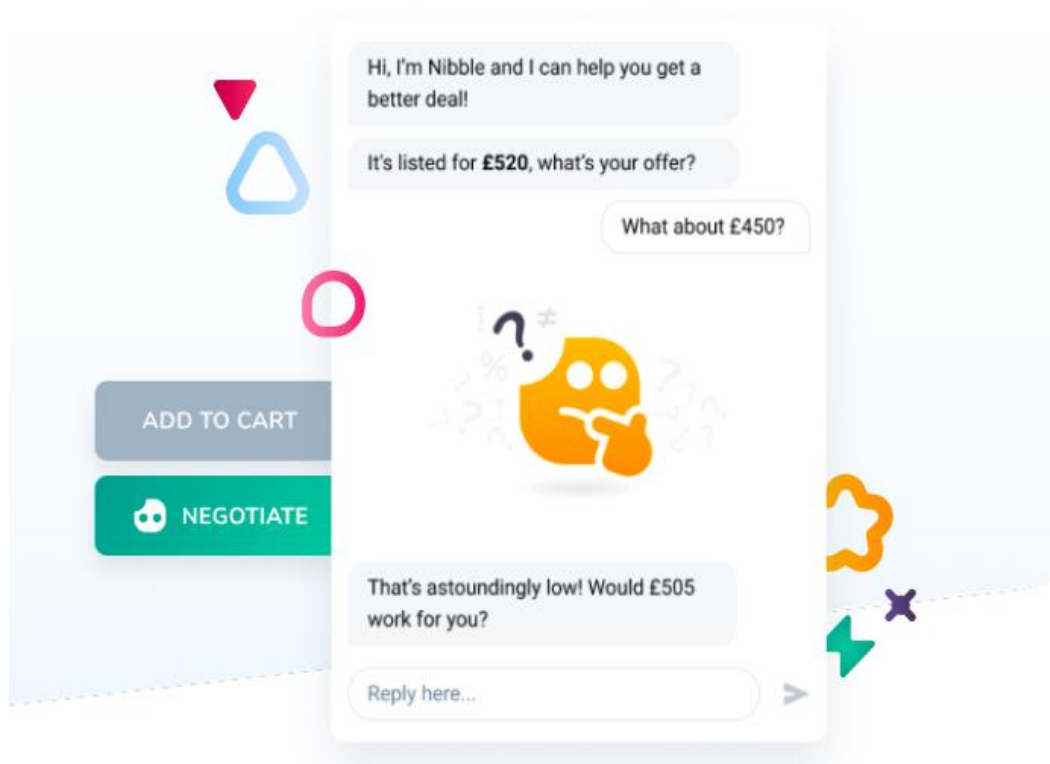 Hi, I'm Nibble and I can help you get a
better deal!
It's listed for £520, what's your offer?
What about £450?
! ? ≠
% ? ? ? ? ? ?
ADD TO CART
NEGOTIATE
That's astoundingly low! Would £505
work for you?
Reply here...